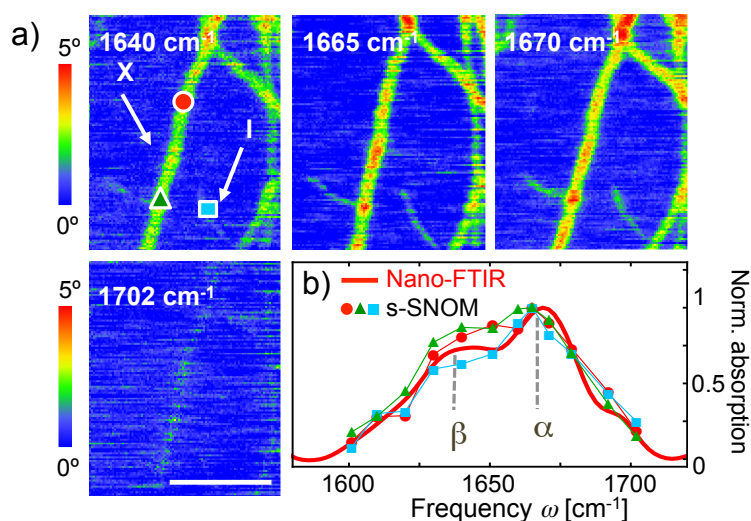 a)
5º
0º
1640 cm⁻¹
X
I
1665 cm⁻¹
1670 cm⁻¹
5º
0º
1702 cm⁻¹
b)
Nano-FTIR
s-SNOM
β
α
1
0.5
0
Norm. absorption
1600
1650
1700
Frequency ω [cm⁻¹]